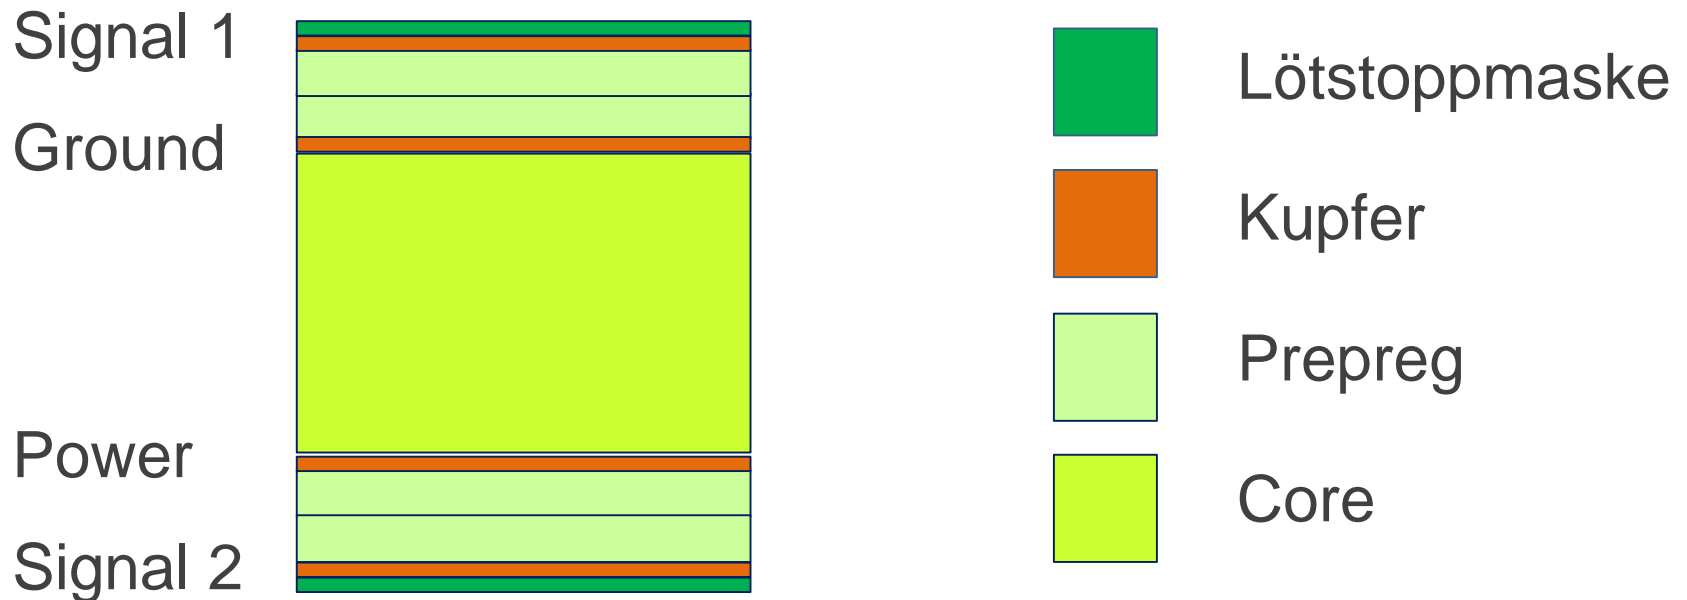 Signal 1
Ground
Power
Signal 2
Lötstoppmaske
Kupfer
Prepreg
Core